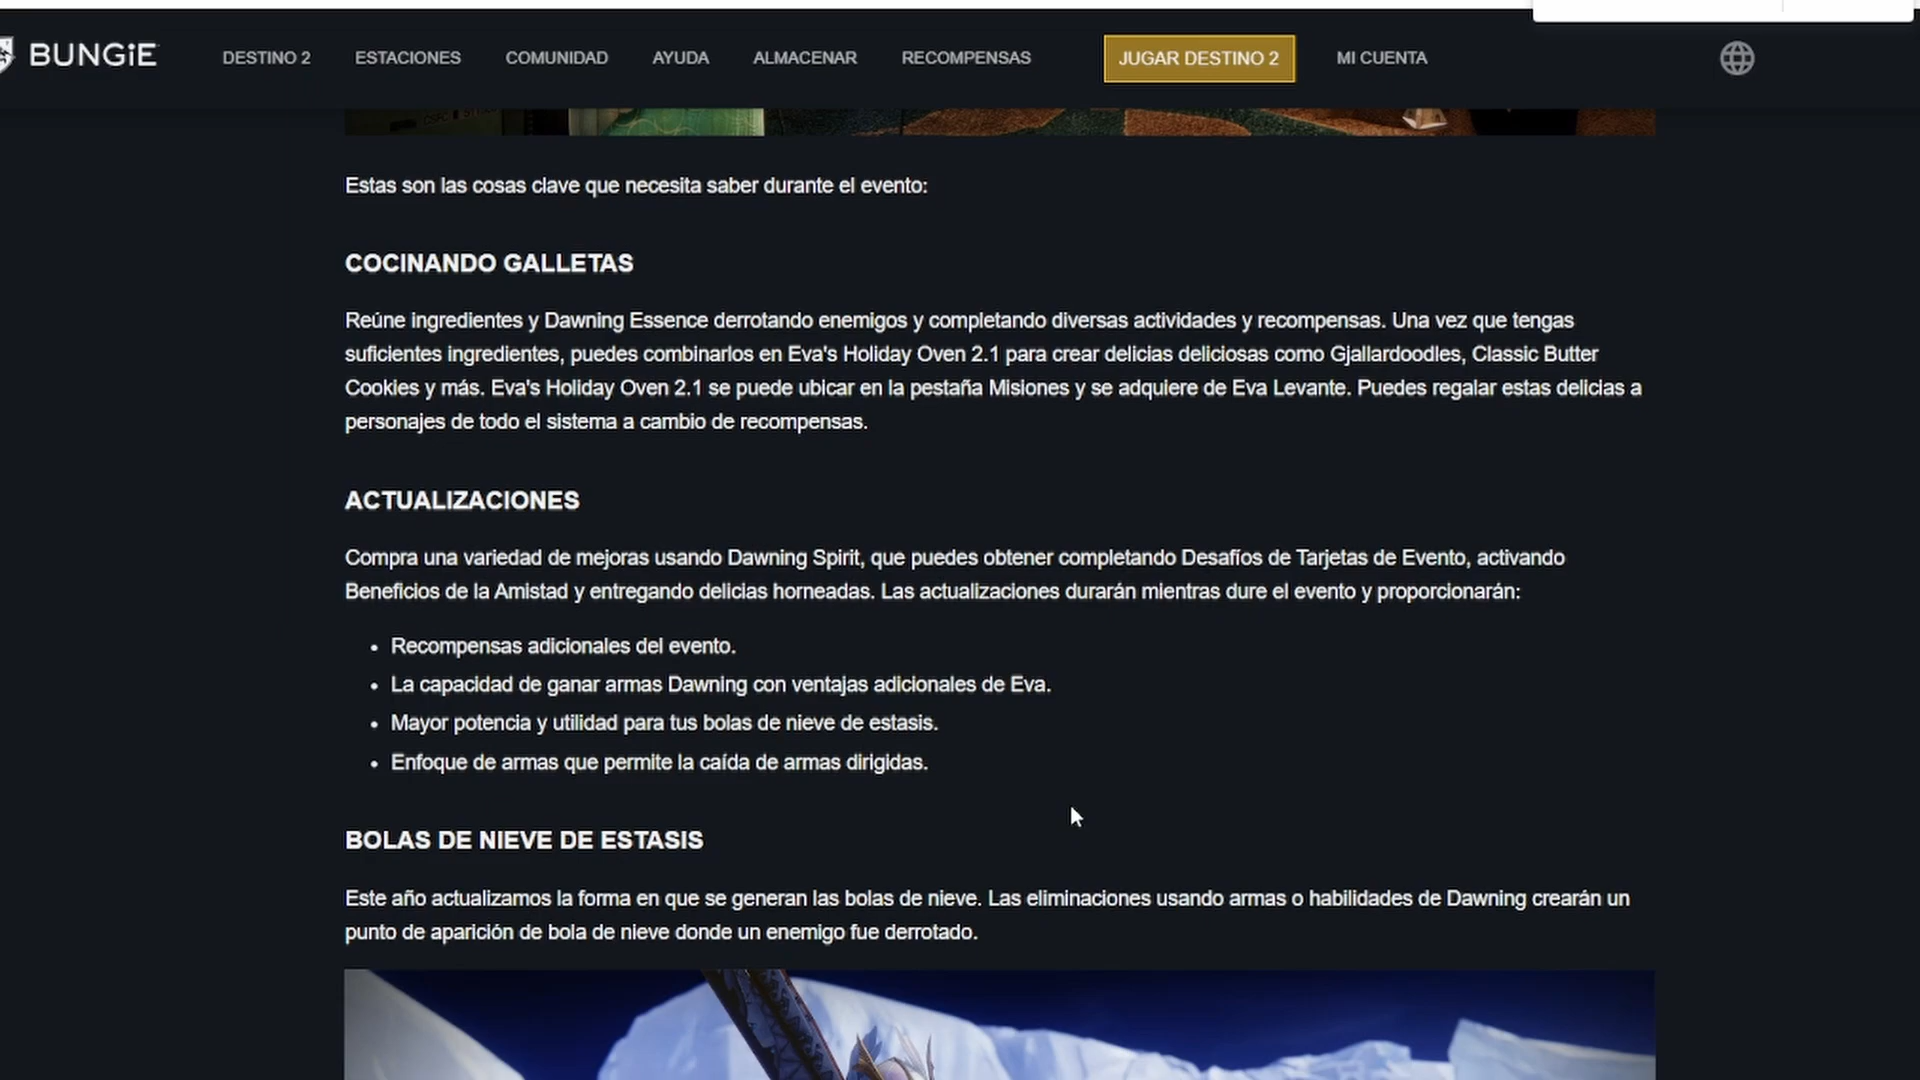 BUNGiE
DESTINO 2
ESTACIONES
COMUNIDAD
AYUDA
ALMACENAR
RECOMPENSAS
JUGAR DESTINO 2
MI CUENTA
Estas son las cosas clave que necesita saber durante el evento:
COCINANDO GALLETAS
Reúne ingredientes y Dawning Essence derrotando enemigos y completando diversas actividades y recompensas. Una vez que tengas
suficientes ingredientes, puedes combinarlos en Eva's Holiday Oven 2.1 para crear delicias deliciosas como Gjallardoodles, Classic Butter
Cookies y más. Eva's Holiday Oven 2.1 se puede ubicar en la pestaña Misiones y se adquiere de Eva Levante. Puedes regalar estas delicias a
personajes de todo el sistema a cambio de recompensas.
ACTUALIZACIONES
Compra una variedad de mejoras usando Dawning Spirit, que puedes obtener completando Desafíos de Tarjetas de Evento, activando
Beneficios de la Amistad y entregando delicias horneadas. Las actualizaciones durarán mientras dure el evento y proporcionarán:
• Recompensas adicionales del evento.
• La capacidad de ganar armas Dawning con ventajas adicionales de Eva.
• Mayor potencia y utilidad para tus bolas de nieve de estasis.
• Enfoque de armas que permite la caída de armas dirigidas.
BOLAS DE NIEVE DE ESTASIS
Este año actualizamos la forma en que se generan las bolas de nieve. Las eliminaciones usando armas o habilidades de Dawning crearán un
punto de aparición de bola de nieve donde un enemigo fue derrotado.